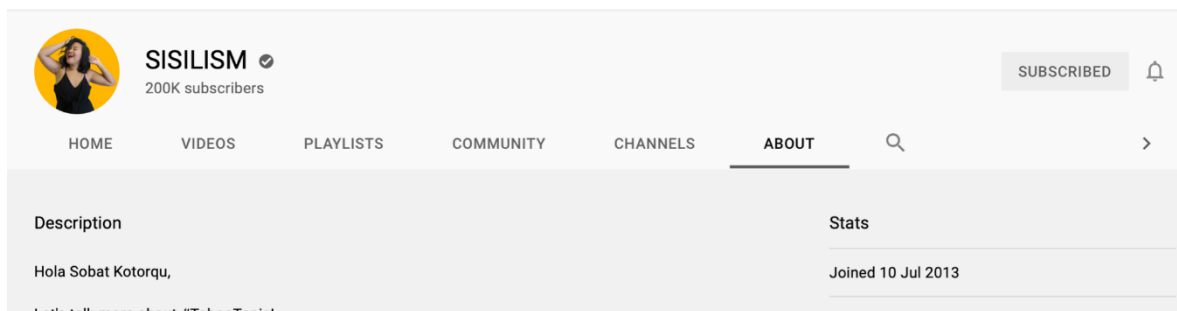 SISILISM
200K subscribers
SUBSCRIBED
HOME VIDEOS PLAYLISTS COMMUNITY CHANNELS ABOUT
Description
Stats
Hola Sobat Kotorqu,
Joined 10 Jul 2013